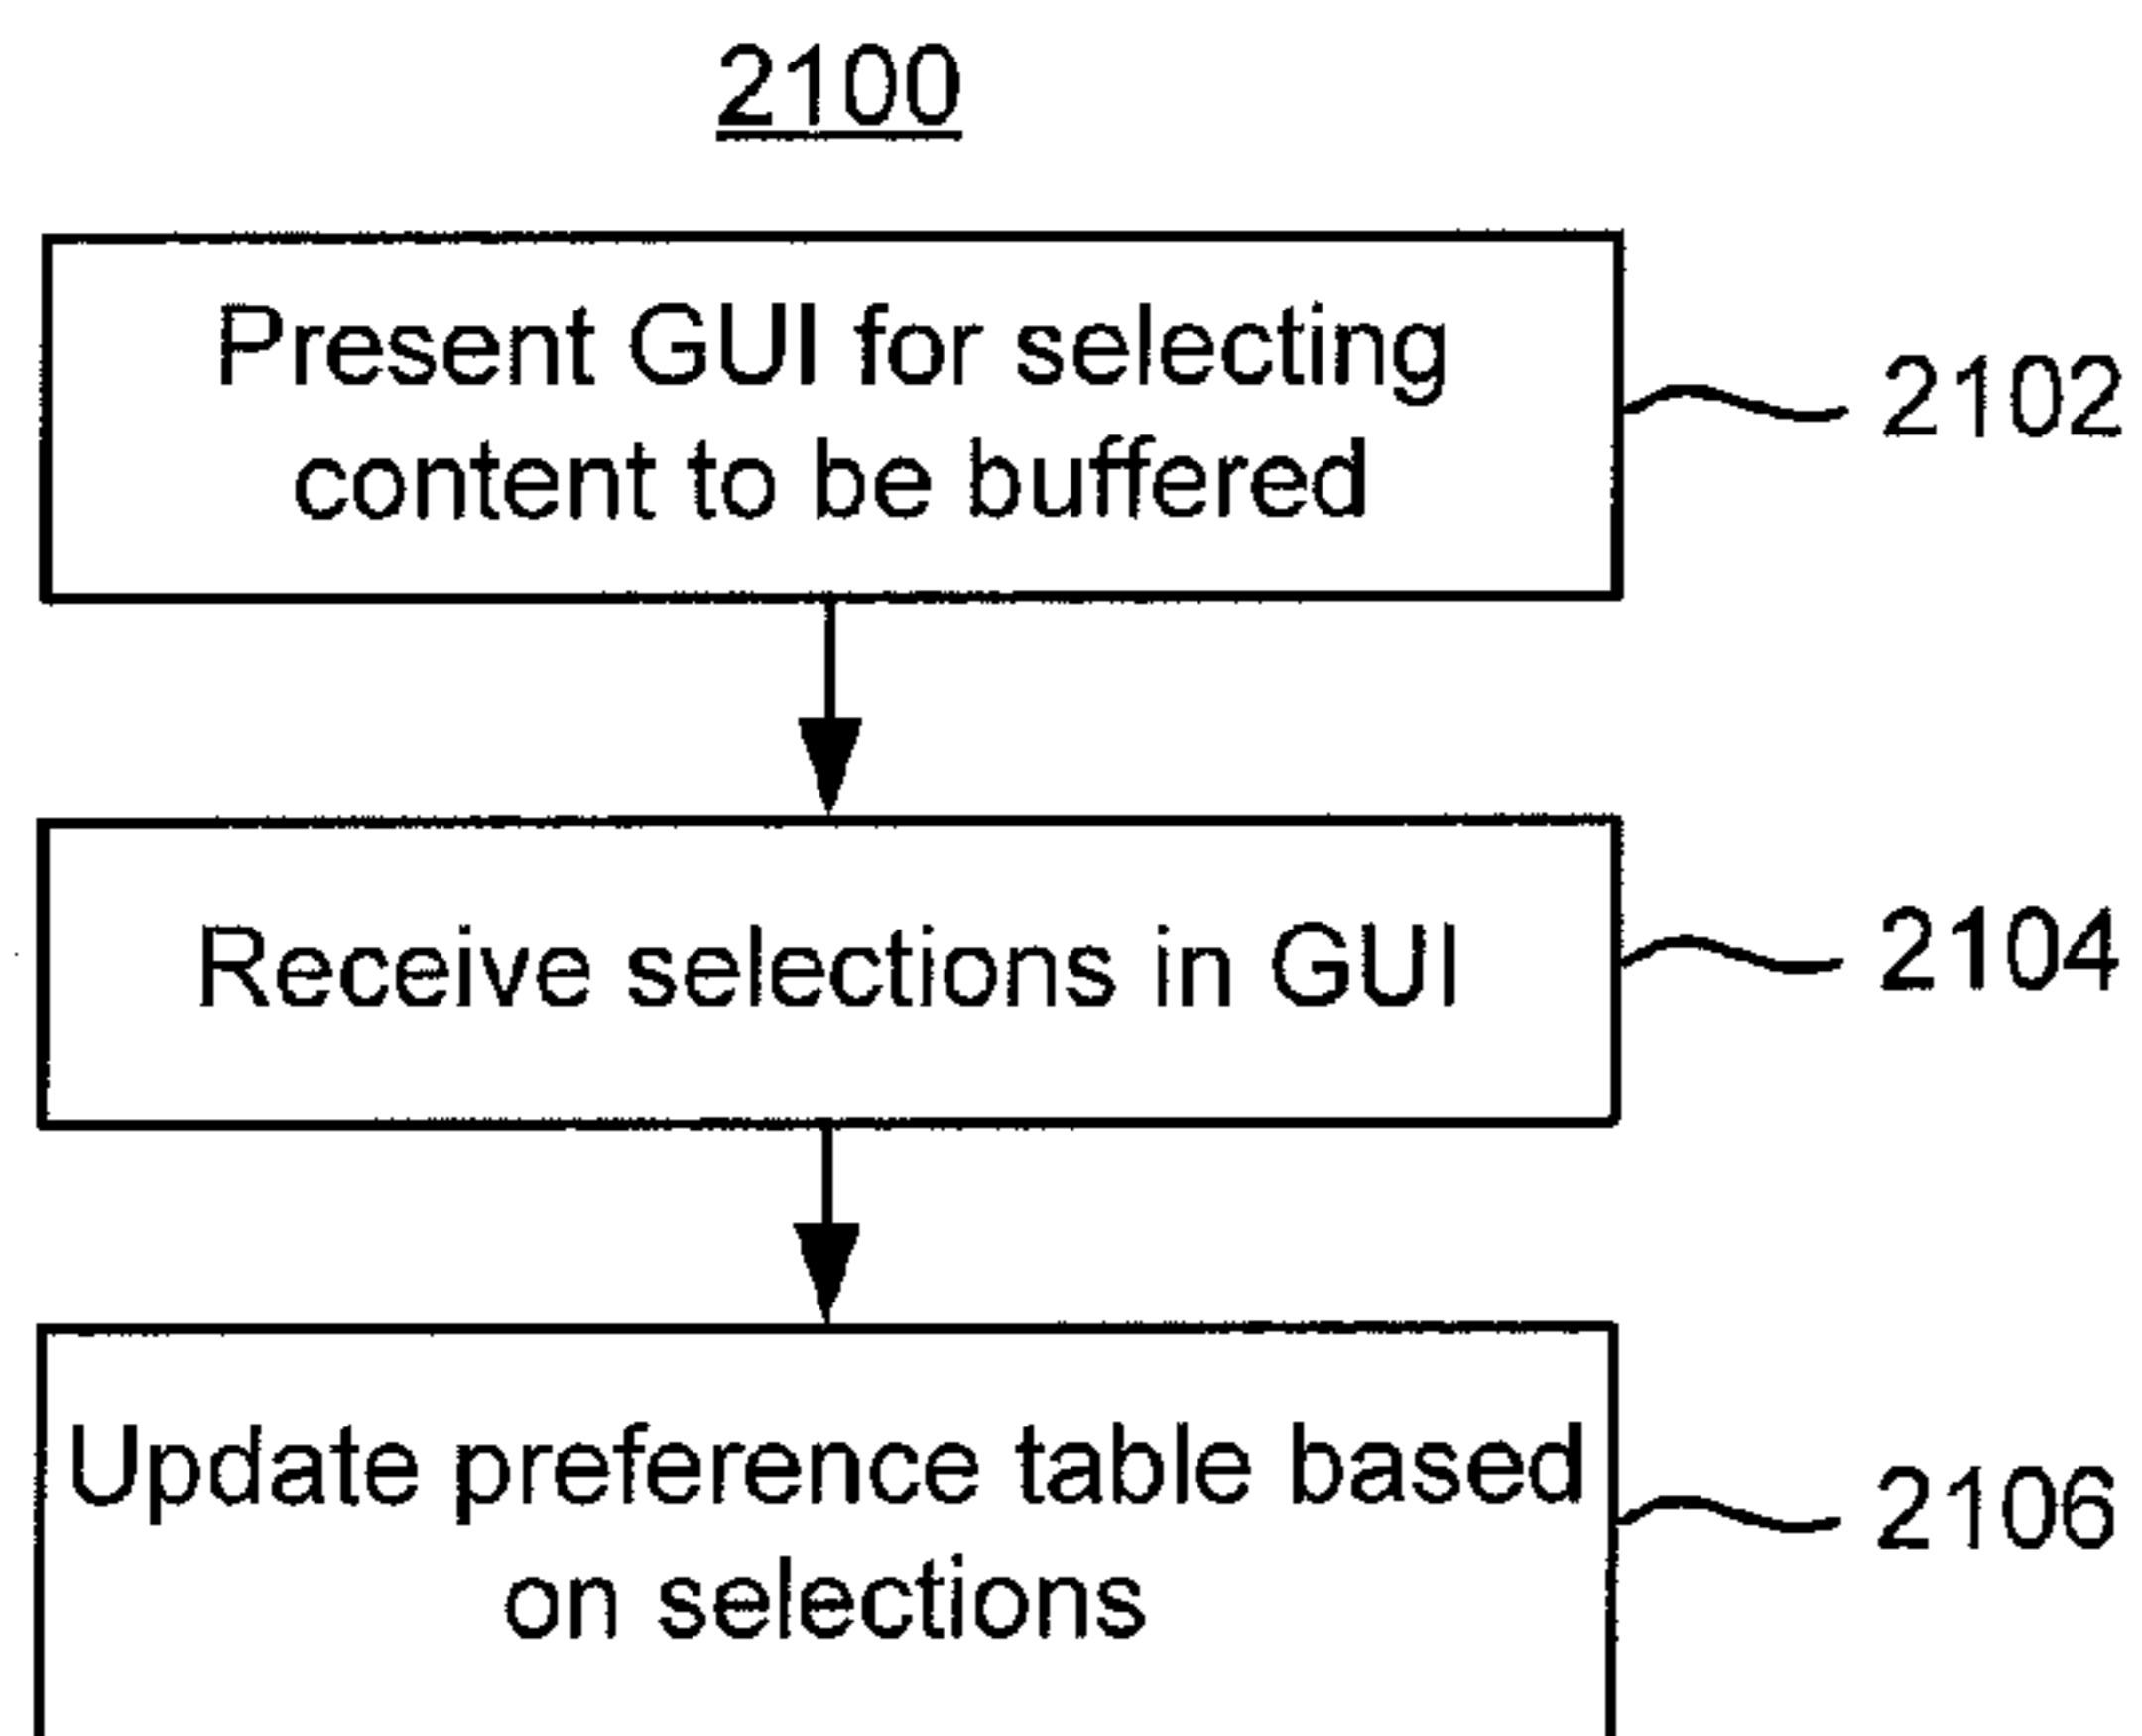 2100
Present GUI for selecting
content to be buffered
2102
Receive selections in GUI
2104
Update preference table based
on selections
2106